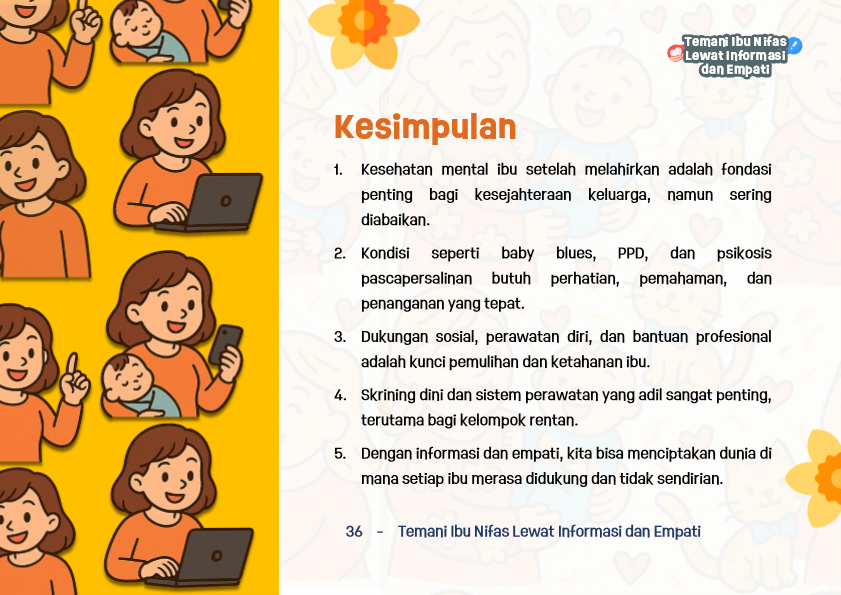 Temani Ibu Nifas
Lewat Informasi
dan Empati
Kesimpulan
1. Kesehatan mental ibu setelah melahirkan adalah fondasi
penting bagi kesejahteraan keluarga, namun sering
diabaikan.
2. Kondisi seperti baby blues, PPD, dan psikosis
pascapersalinan butuh perhatian, pemahaman, dan
penanganan yang tepat.
3. Dukungan sosial, perawatan diri, dan bantuan profesional
adalah kunci pemulihan dan ketahanan ibu.
4. Skrining dini dan sistem perawatan yang adil sangat penting,
terutama bagi kelompok rentan.
5. Dengan informasi dan empati, kita bisa menciptakan dunia di
mana setiap ibu merasa didukung dan tidak sendirian.
36 - Temani Ibu Nifas Lewat Informasi dan Empati